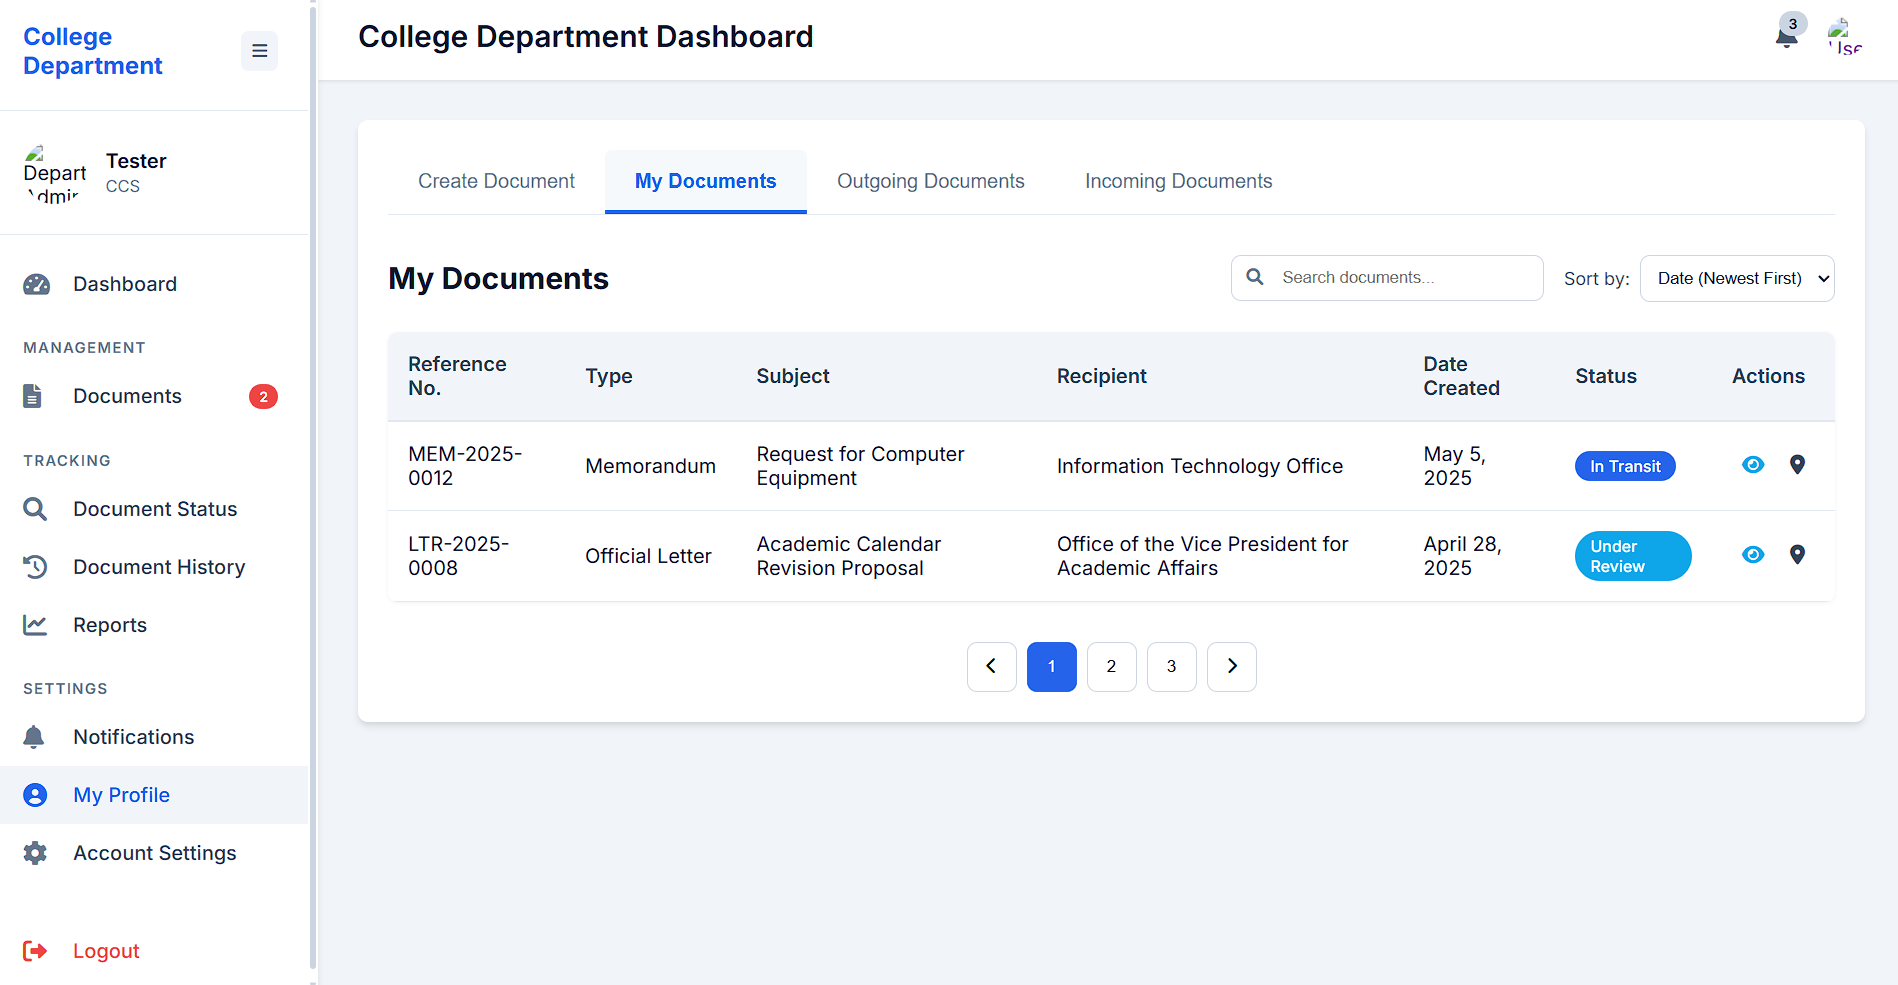 College
Department
College Department Dashboard
3
Use
Depart
Admin
Tester
CCS
Dashboard
MANAGEMENT
Documents
2
TRACKING
Document Status
Document History
Reports
SETTINGS
Notifications
My Profile
Account Settings
Logout
Create Document
My Documents
Outgoing Documents
Incoming Documents
My Documents
Search documents...
Sort by:
Date (Newest First)
Reference
No.
Type
Subject
Recipient
Date
Created
Status
Actions
MEM-2025-
0012
Memorandum
Request for Computer
Equipment
Information Technology Office
May 5,
2025
In Transit
LTR-2025-
0008
Official Letter
Academic Calendar
Revision Proposal
Office of the Vice President for
Academic Affairs
April 28,
2025
Under
Review
1
2
3